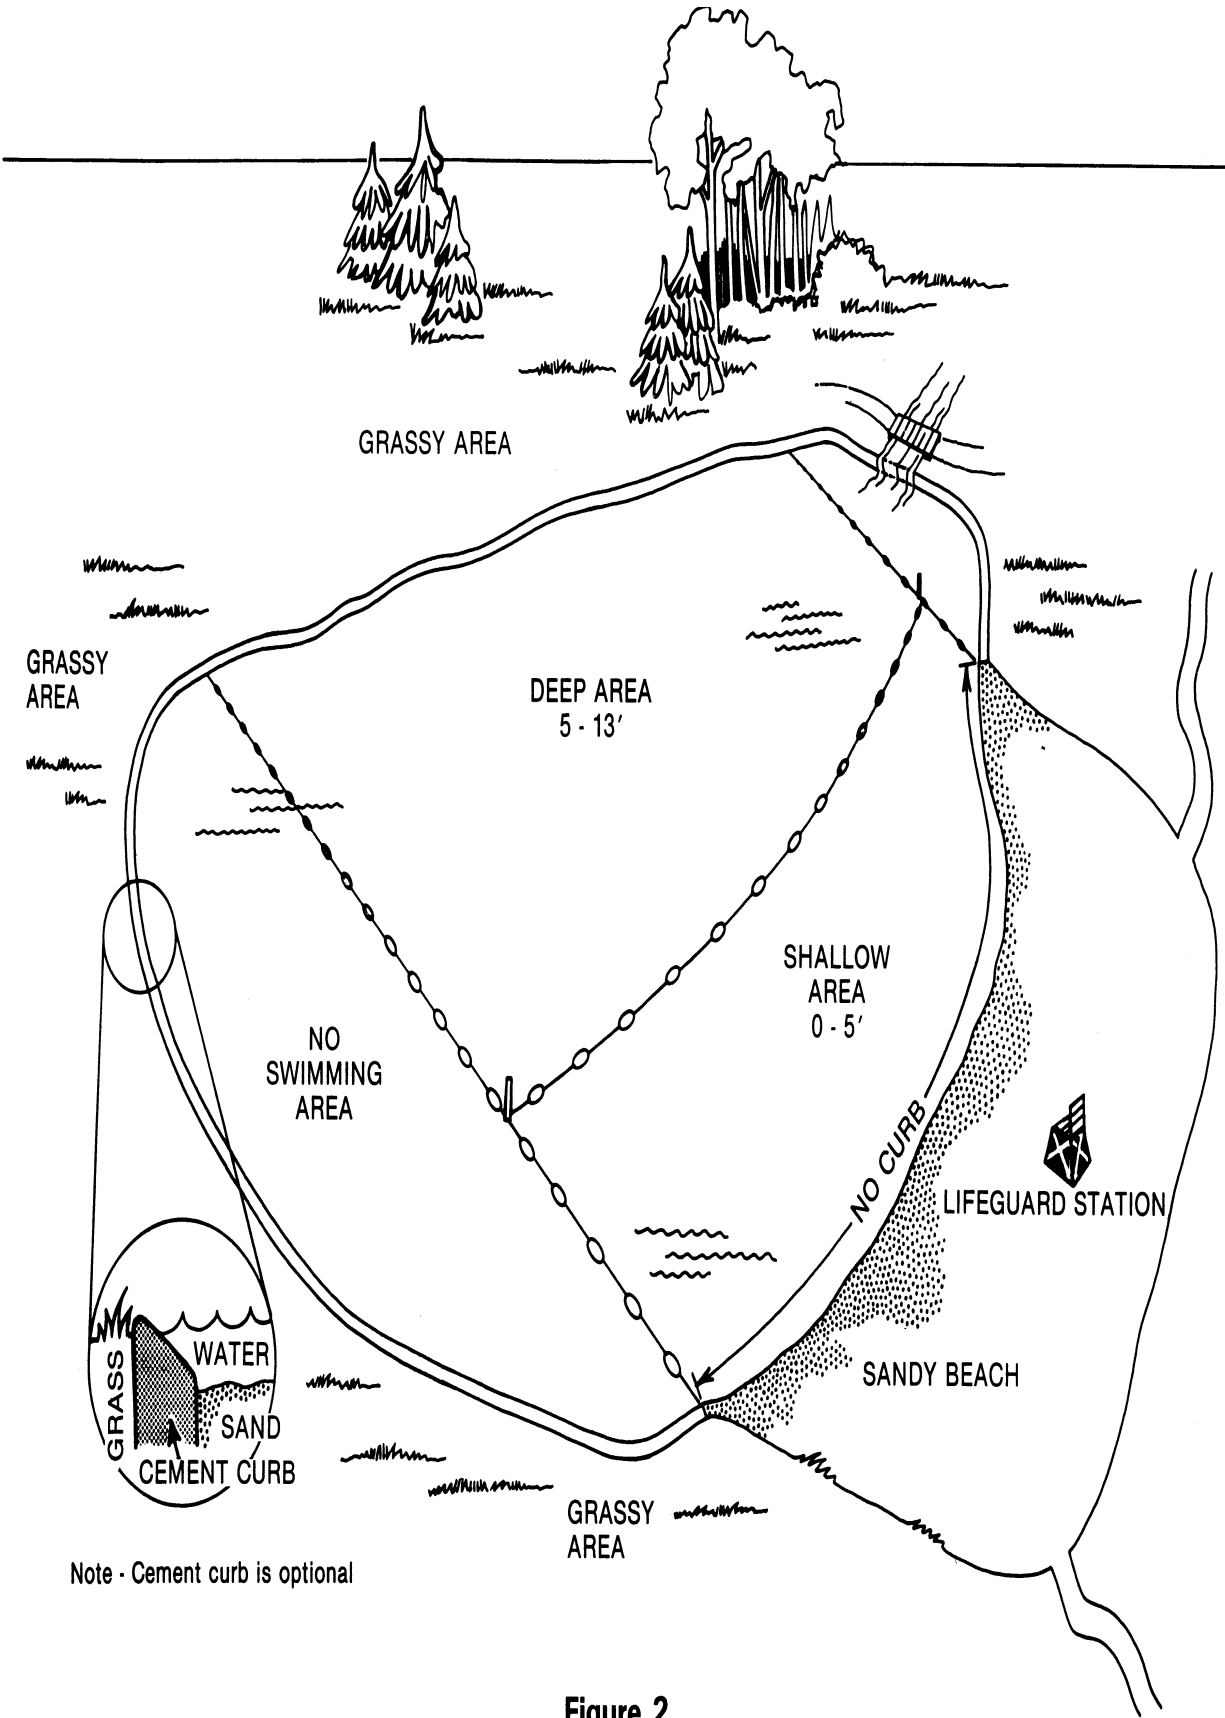 GRASSY AREA
GRASSY
AREA
DEEP AREA
5 - 13'
SHALLOW
AREA
0 - 5'
NO
SWIMMING
AREA
NO CURB
LIFEGUARD STATION
WATER
GRASS
SAND
CEMENT CURB
SANDY BEACH
GRASSY
AREA
Note - Cement curb is optional
Figure 2